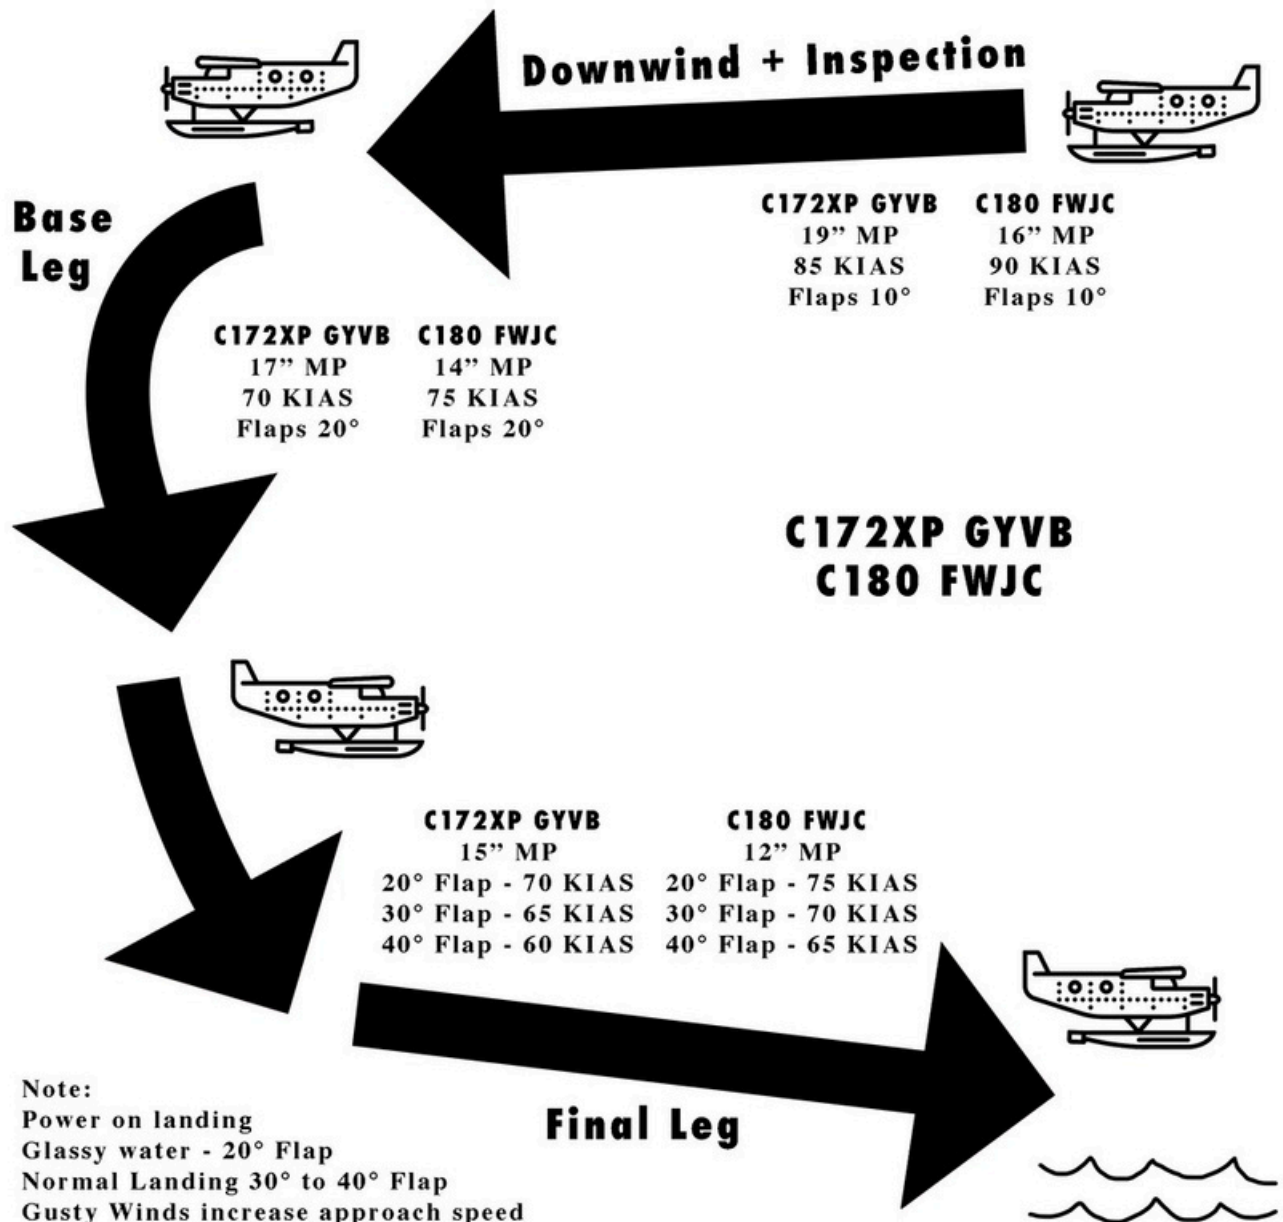 Downwind + Inspection
C172XP GYVB C180 FWJC
19” MP 16” MP
85 KIAS 90 KIAS
Flaps 10° Flaps 10°
Base
Leg
C172XP GYVB C180 FWJC
17” MP 14” MP
70 KIAS 75 KIAS
Flaps 20° Flaps 20°
C172XP GYVB
C180 FWJC
C172XP GYVB C180 FWJC
15” MP 12” MP
20° Flap - 70 KIAS 20° Flap - 75 KIAS
30° Flap - 65 KIAS 30° Flap - 70 KIAS
40° Flap - 60 KIAS 40° Flap - 65 KIAS
Final Leg
Note:
Power on landing
Glassy water - 20° Flap
Normal Landing 30° to 40° Flap
Gusty Winds increase approach speed